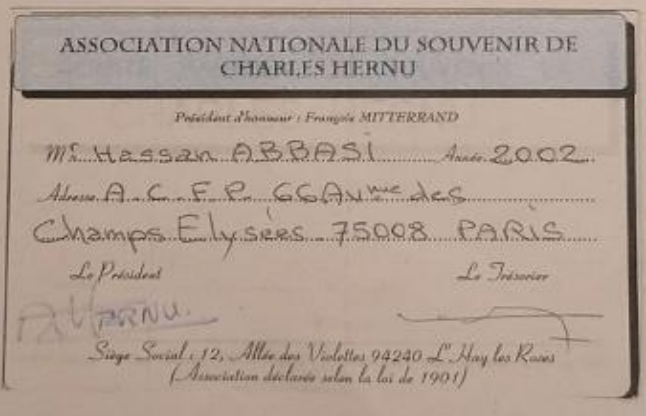 ASSOCIATION NATIONALE DU SOUVENIR DE
CHARLES HERNU
Président d'honneur : François MITTERRAND
Mr Hassan ABBASI Année 2002
Adresse A.C.F.P. 66 Avnue des
Champs Elysées 75008 PARIS
Le Président Le Trésorier
HERNU.
Siège Social : 12, Allée des Violettes 94240 L'Hay les Roses
(Association déclarée selon la loi de 1901)